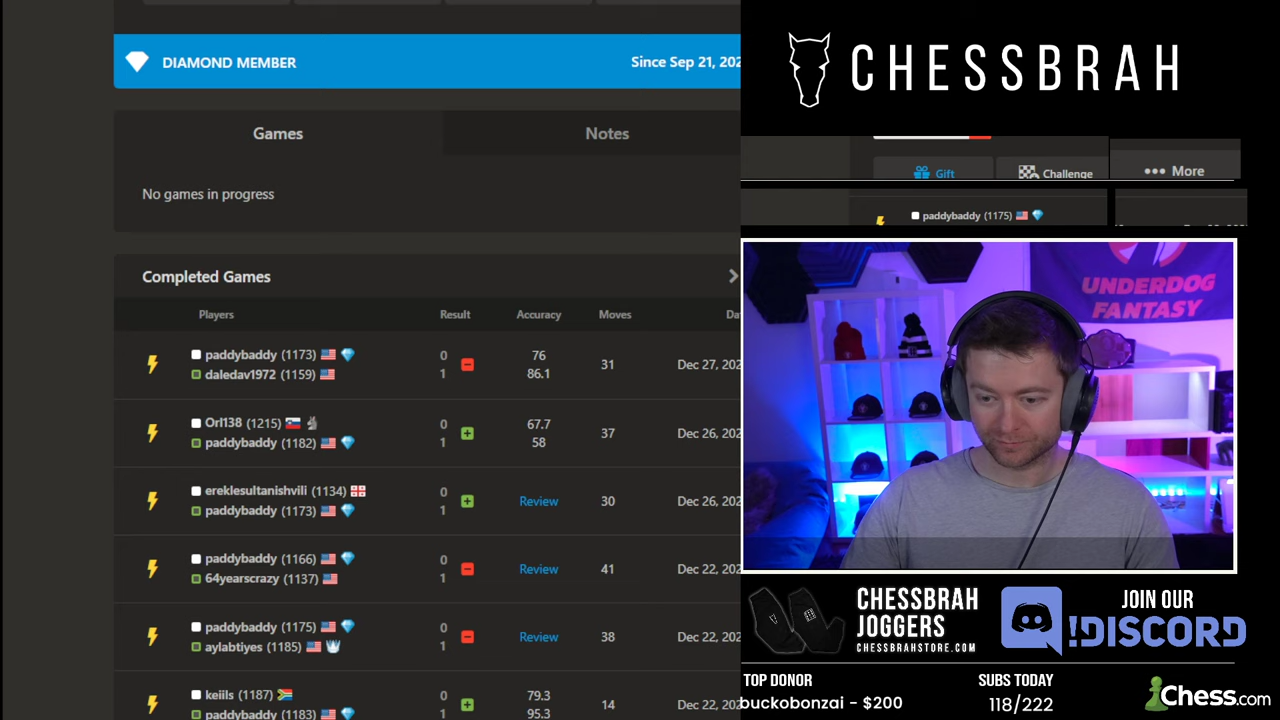 DIAMOND MEMBER
Since Sep 21, 202
Games
Notes
No games in progress
Completed Games
Players
Result
Accuracy
Moves
Da
paddybaddy (1173)
0
76
daledav1972 (1159)
1
86.1
31
Dec 27, 202
Orl138 (1215)
0
67.7
paddybaddy (1182)
1
58
37
Dec 26, 202
ereklesultanishvili (1134)
0
paddybaddy (1173)
1
Review
30
Dec 26, 202
paddybaddy (1166)
0
64yearscrazy (1137)
1
Review
41
Dec 22, 202
paddybaddy (1175)
0
aylabtiyes (1185)
1
Review
38
Dec 22, 202
keiils (1187)
0
79.3
paddybaddy (1183)
1
95.3
14
Dec 22, 202
CHESSBRAH
Gift
Challenge
More
paddybaddy (1175)
UNDERDOG
FANTASY
CHESSBRAH
JOGGERS
CHESSBRAHSTORE.COM
JOIN OUR
!DISCORD
TOP DONOR
buckobonzai - $200
SUBS TODAY
118/222
Chess.com